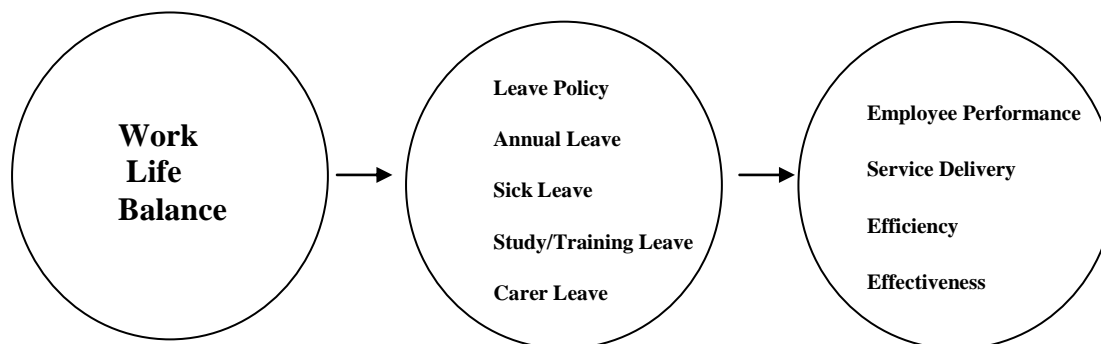 Work
Life
Balance
Leave Policy
Annual Leave
Sick Leave
Study/Training Leave
Carer Leave
Employee Performance
Service Delivery
Efficiency
Effectiveness